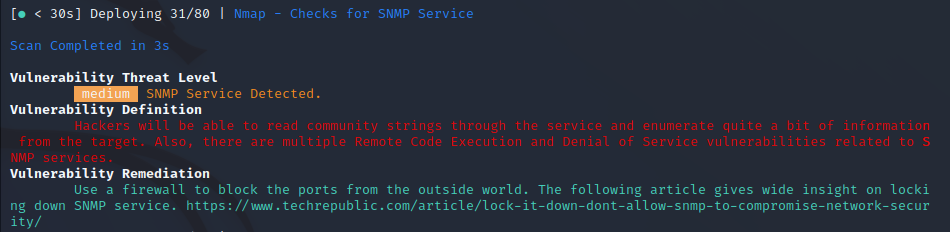 [● < 30s] Deploying 31/80 | Nmap - Checks for SNMP Service
Scan Completed in 3s
Vulnerability Threat Level
medium SNMP Service Detected.
Vulnerability Definition
Hackers will be able to read community strings through the service and enumerate quite a bit of information
from the target. Also, there are multiple Remote Code Execution and Denial of Service vulnerabilities related to S
NMP services.
Vulnerability Remediation
Use a firewall to block the ports from the outside world. The following article gives wide insight on locki
ng down SNMP service. https://www.techrepublic.com/article/lock-it-down-dont-allow-snmp-to-compromise-network-secur
ity/